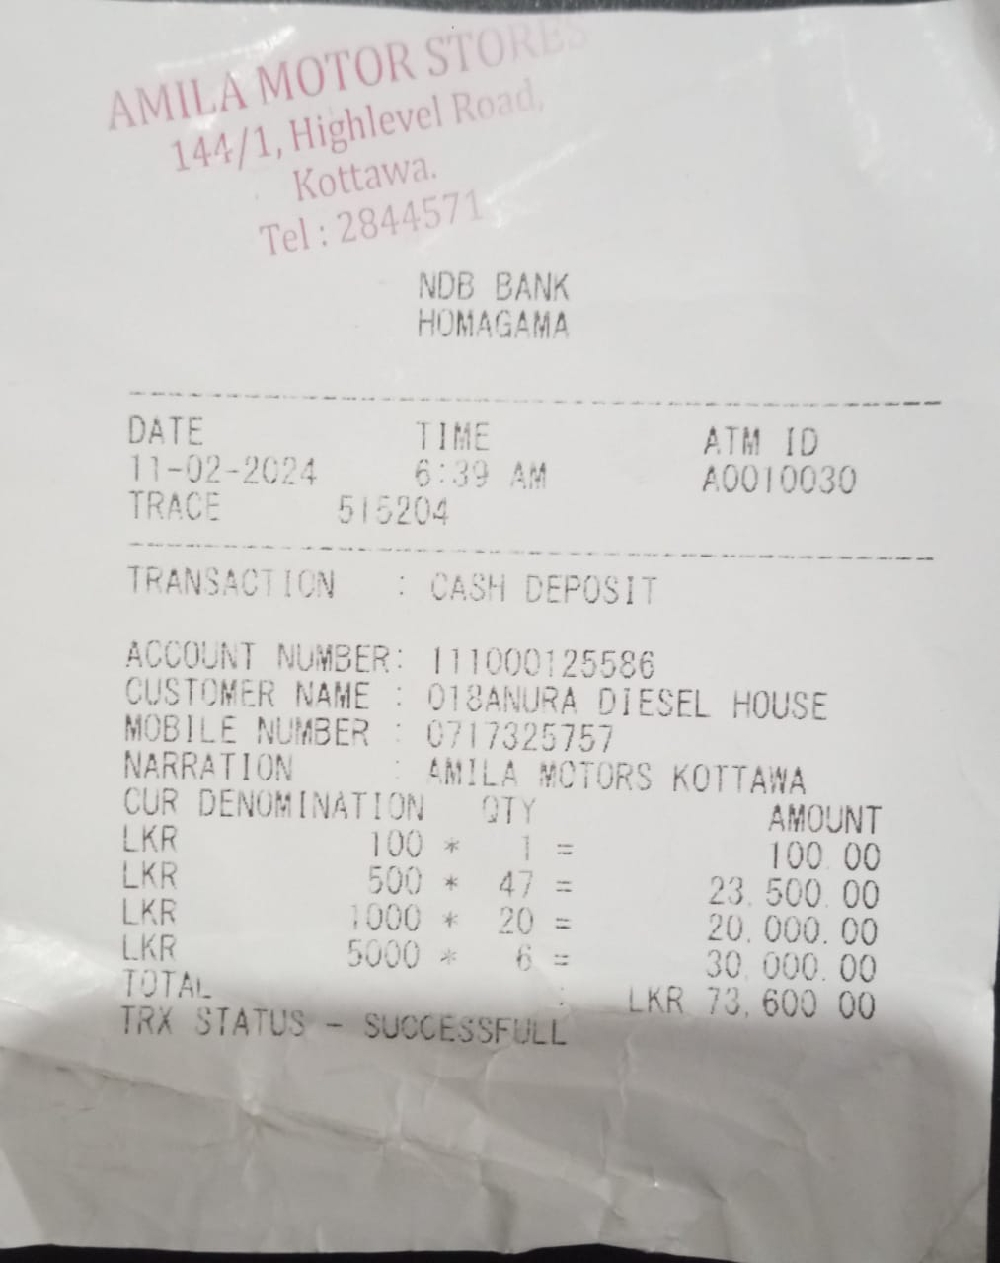 AMILA MOTOR STORES
144/1, Highlevel Road,
Kottawa.
Tel : 2844571
NDB BANK
HOMAGAMA
DATE TIME ATM ID
11-02-2024 6:39 AM A0010030
TRACE 515204
TRANSACTION : CASH DEPOSIT
ACCOUNT NUMBER: 111000125586
CUSTOMER NAME : 018ANURA DIESEL HOUSE
MOBILE NUMBER : 0717325757
NARRATION : AMILA MOTORS KOTTAWA
CUR DENOMINATION QTY AMOUNT
LKR 100 * 1 = 100.00
LKR 500 * 47 = 23,500.00
LKR 1000 * 20 = 20,000.00
LKR 5000 * 6 = 30,000.00
TOTAL : LKR 73,600.00
TRX STATUS - SUCCESSFULL